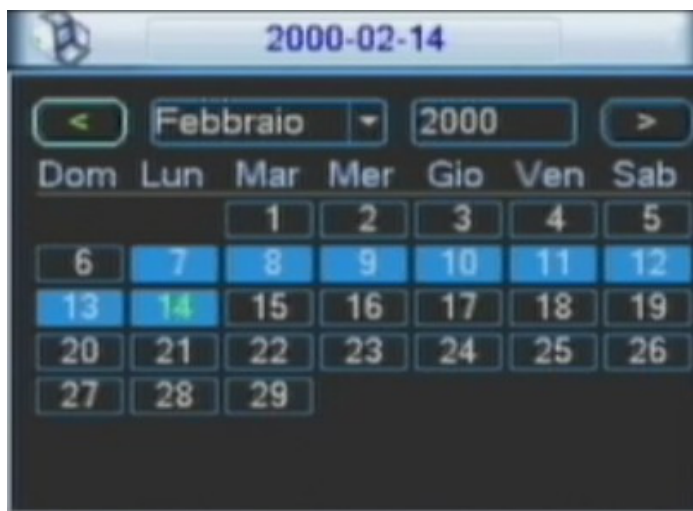 2000-02-14
< Febbraio 2000 >
Dom Lun Mar Mer Gio Ven Sab
1 2 3 4 5
6 7 8 9 10 11 12
13 14 15 16 17 18 19
20 21 22 23 24 25 26
27 28 29